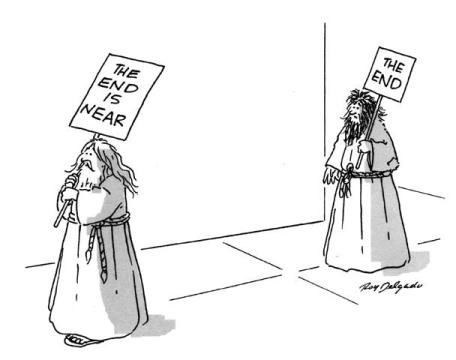 THE
END
IS
NEAR
THE
END
Roy Delgado